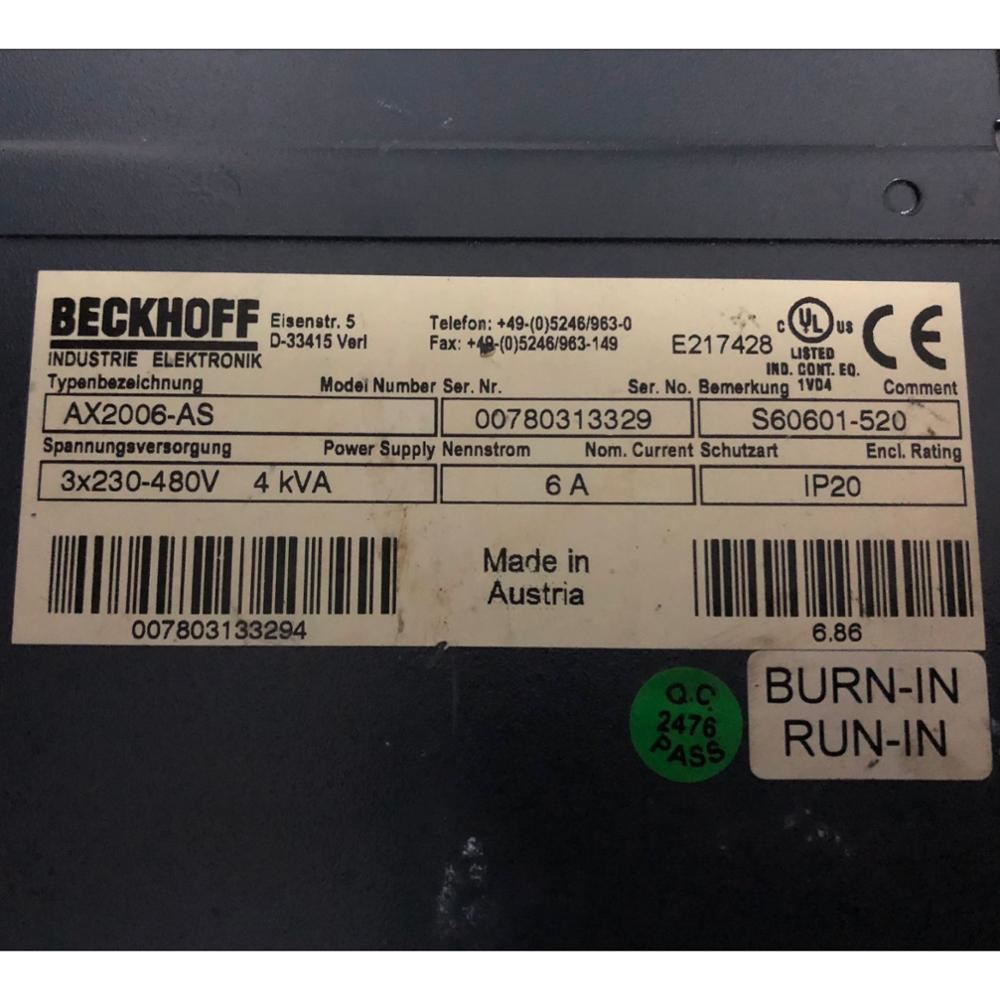 BECKHOFF
INDUSTRIE ELEKTRONIK
Eisenstr. 5
D-33415 Verl
Telefon: +49-(0)5246/963-0
Fax: +49-(0)5246/963-149
E217428
C UL US
LISTED
IND. CONT. EQ.
1VD4
CE
Typenbezeichnung Model Number Ser. Nr. Ser. No. Bemerkung Comment
AX2006-AS 00780313329 S60601-520
Spannungsversorgung Power Supply Nennstrom Nom. Current Schutzart Encl. Rating
3x230-480V 4 kVA 6 A IP20
Made in
Austria
007803133294 6.86
Q.C
2476
PASS
BURN-IN
RUN-IN